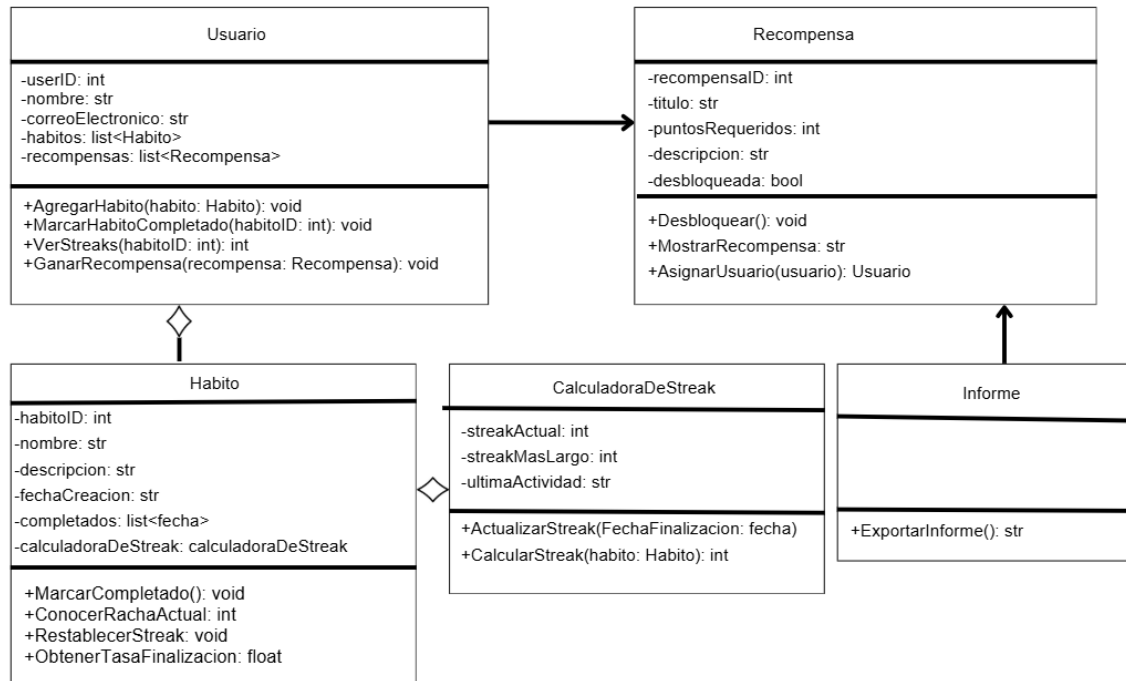 Usuario
-userID: int
-nombre: str
-correoElectronico: str
-habitos: list<Habito>
-recompensas: list<Recompensa>
+AgregarHabito(habito: Habito): void
+MarcarHabitoCompletado(habitoID: int): void
+VerStreaks(habitoID: int): int
+GanarRecompensa(recompensa: Recompensa): void
Recompensa
-recompensaID: int
-titulo: str
-puntosRequeridos: int
-descripcion: str
-desbloqueada: bool
+Desbloquear(): void
+MostrarRecompensa: str
+AsignarUsuario(usuario): Usuario
Habito
-habitoID: int
-nombre: str
-descripcion: str
-fechaCreacion: str
-completados: list<fecha>
-calculadoraDeStreak: calculadoraDeStreak
+MarcarCompletado(): void
+ConocerRachaActual: int
+RestablecerStreak: void
+ObtenerTasaFinalizacion: float
CalculadoraDeStreak
-streakActual: int
-streakMasLargo: int
-ultimaActividad: str
+ActualizarStreak(FechaFinalizacion: fecha)
+CalcularStreak(habito: Habito): int
Informe
+ExportarInforme(): str